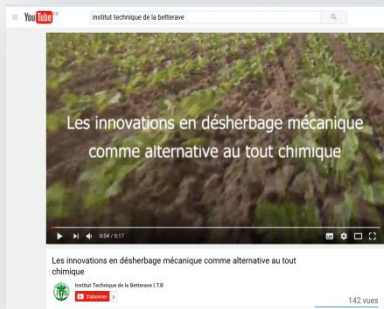 YouTube
institut technique de la betterave
Les innovations en désherbage mécanique
comme alternative au tout chimique
0:04 / 5:17
Les innovations en désherbage mécanique comme alternative au tout
chimique
Institut Technique de la Betterave I.T.B
S'abonner
142 vues